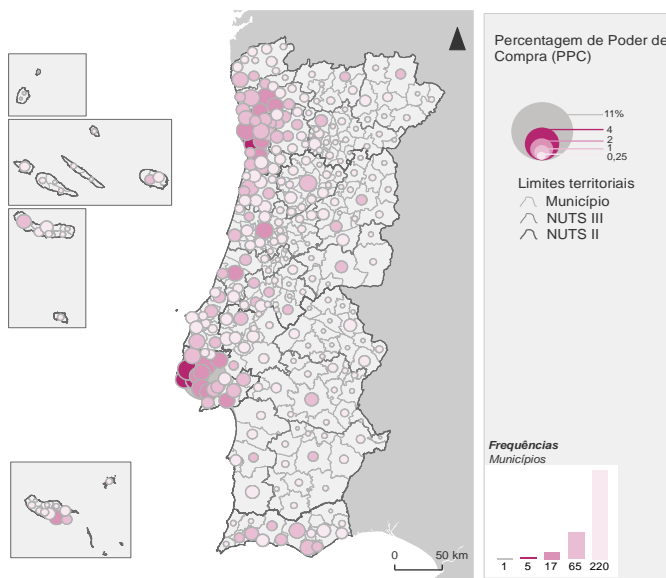 Percentagem de Poder de
Compra (PPC)
11%
4
2
1
0,25
Limites territoriais
Município
NUTS III
NUTS II
Frequências
Municípios
1 5 17 65 220
0 50 km